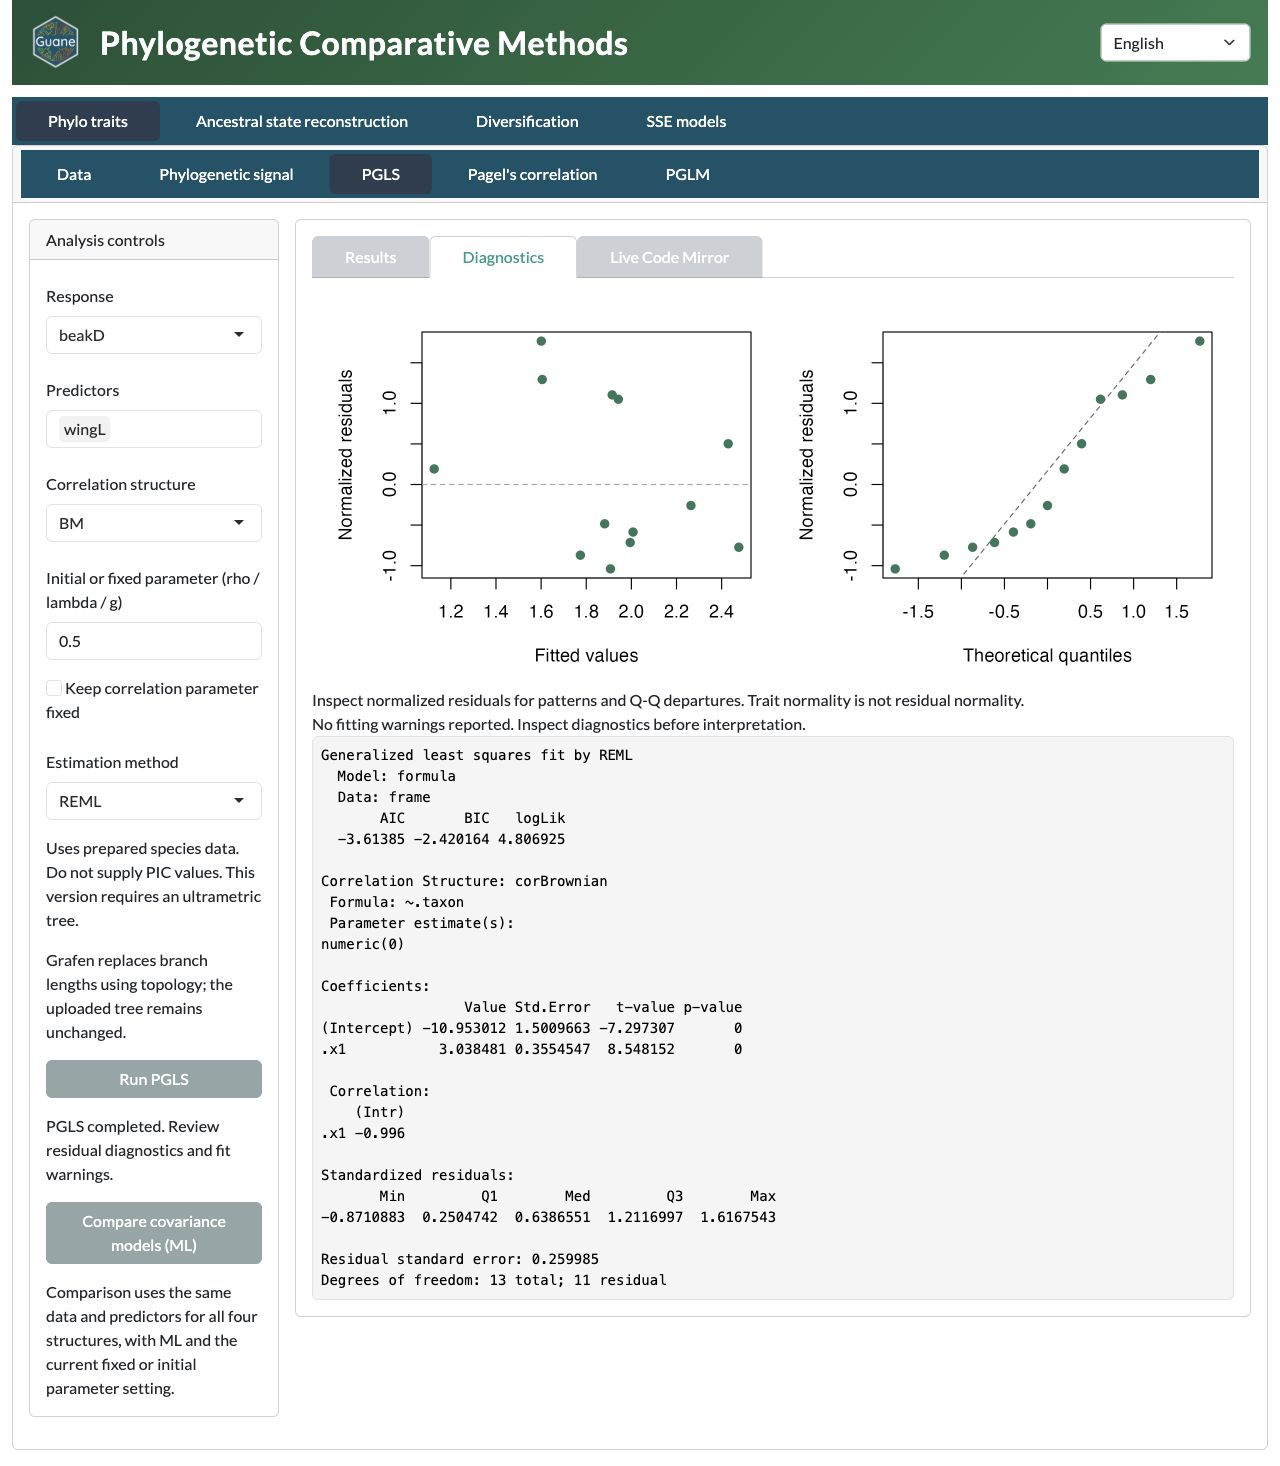 Guane
Phylogenetic Comparative Methods
English
Phylo traits
Ancestral state reconstruction
Diversification
SSE models
Data
Phylogenetic signal
PGLS
Pagel's correlation
PGLM
Analysis controls
Response
beakD
Predictors
wingL
Correlation structure
BM
Initial or fixed parameter (rho /
lambda / g)
0.5
Keep correlation parameter
fixed
Estimation method
REML
Uses prepared species data.
Do not supply PIC values. This
version requires an ultrametric
tree.
Grafen replaces branch
lengths using topology; the
uploaded tree remains
unchanged.
Run PGLS
PGLS completed. Review
residual diagnostics and fit
warnings.
Compare covariance
models (ML)
Comparison uses the same
data and predictors for all four
structures, with ML and the
current fixed or initial
parameter setting.
Results
Diagnostics
Live Code Mirror
Normalized residuals
1.0
0.0
-1.0
1.2 1.4 1.6 1.8 2.0 2.2 2.4
Fitted values
Normalized residuals
1.0
0.0
-1.0
-1.5 -0.5 0.5 1.0 1.5
Theoretical quantiles
Inspect normalized residuals for patterns and Q-Q departures. Trait normality is not residual normality.
No fitting warnings reported. Inspect diagnostics before interpretation.
Generalized least squares fit by REML
  Model: formula
  Data: frame
       AIC       BIC   logLik
  -3.61385 -2.420164 4.806925
Correlation Structure: corBrownian
 Formula: ~.taxon
 Parameter estimate(s):
numeric(0)
Coefficients:
                 Value Std.Error   t-value p-value
(Intercept) -10.953012 1.5009663 -7.297307       0
.x1           3.038481 0.3554547  8.548152       0
 Correlation:
    (Intr)
.x1 -0.996
Standardized residuals:
       Min         Q1        Med         Q3        Max
-0.8710883  0.2504742  0.6386551  1.2116997  1.6167543
Residual standard error: 0.259985
Degrees of freedom: 13 total; 11 residual